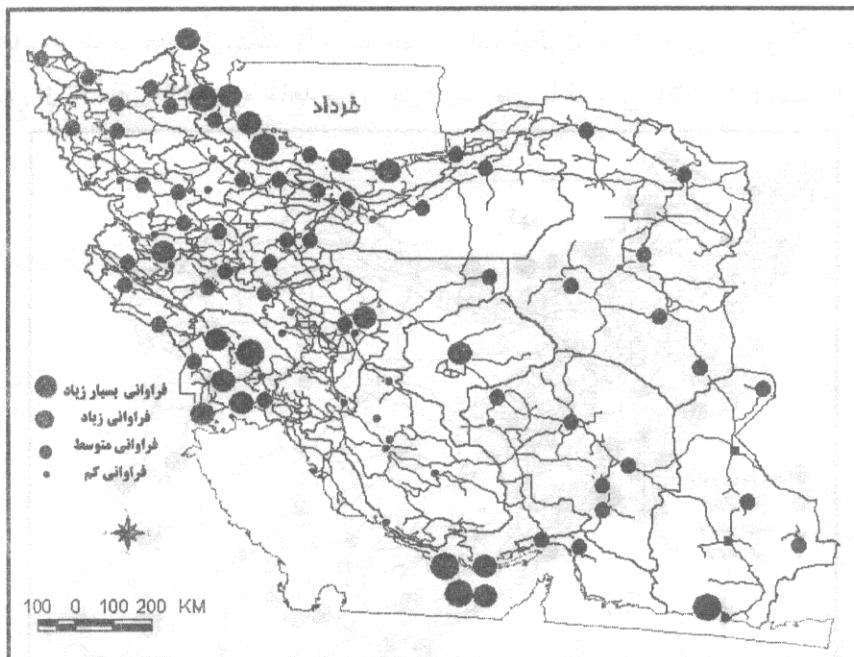 خرداد
فراوانی بسیار زیاد
فراوانی زیاد
فراوانی متوسط
فراوانی کم
100 0 100 200 KM